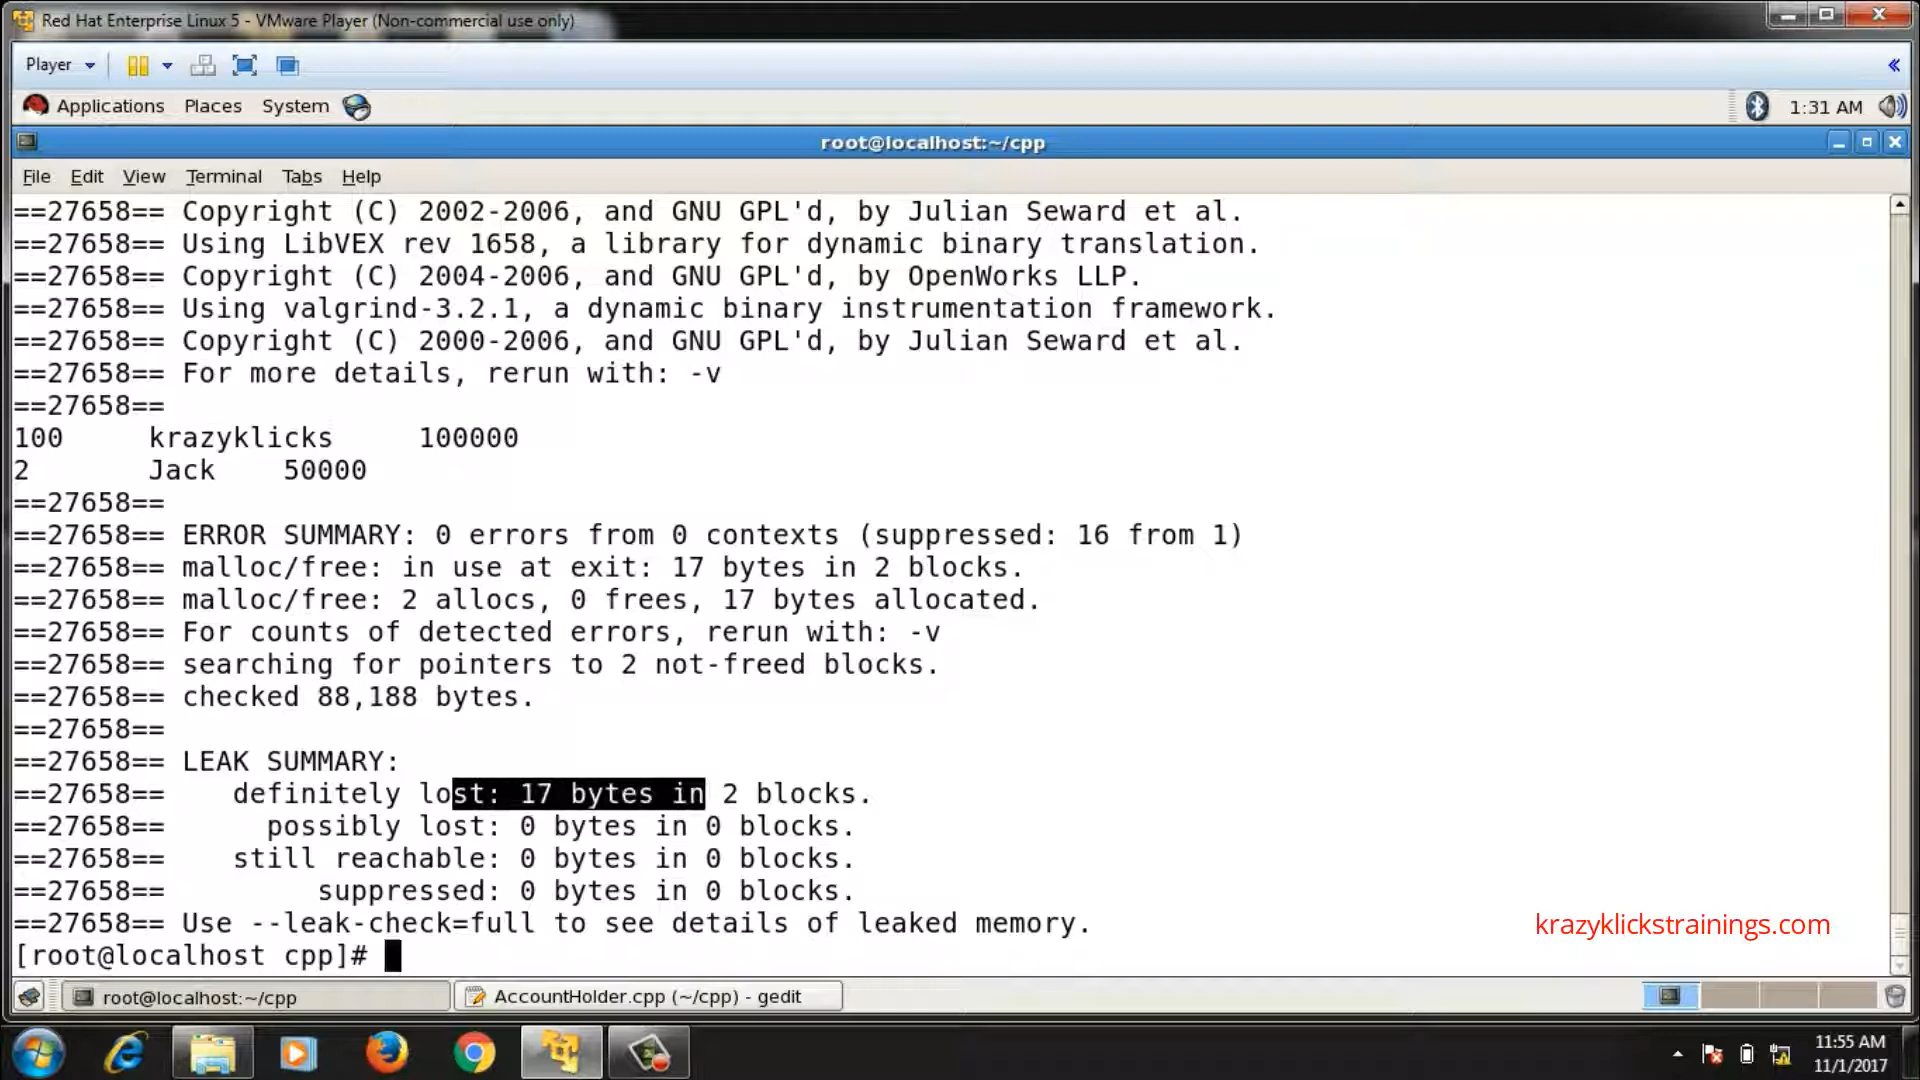 Red Hat Enterprise Linux 5 - VMware Player (Non-commercial use only)
Player
Applications Places System 1:31 AM
root@localhost:~/cpp
File Edit View Terminal Tabs Help
==27658== Copyright (C) 2002-2006, and GNU GPL'd, by Julian Seward et al.
==27658== Using LibVEX rev 1658, a library for dynamic binary translation.
==27658== Copyright (C) 2004-2006, and GNU GPL'd, by OpenWorks LLP.
==27658== Using valgrind-3.2.1, a dynamic binary instrumentation framework.
==27658== Copyright (C) 2000-2006, and GNU GPL'd, by Julian Seward et al.
==27658== For more details, rerun with: -v
==27658==
100 krazyklicks 100000
2 Jack 50000
==27658==
==27658== ERROR SUMMARY: 0 errors from 0 contexts (suppressed: 16 from 1)
==27658== malloc/free: in use at exit: 17 bytes in 2 blocks.
==27658== malloc/free: 2 allocs, 0 frees, 17 bytes allocated.
==27658== For counts of detected errors, rerun with: -v
==27658== searching for pointers to 2 not-freed blocks.
==27658== checked 88,188 bytes.
==27658==
==27658== LEAK SUMMARY:
==27658== definitely lost: 17 bytes in 2 blocks.
==27658== possibly lost: 0 bytes in 0 blocks.
==27658== still reachable: 0 bytes in 0 blocks.
==27658== suppressed: 0 bytes in 0 blocks.
==27658== Use --leak-check=full to see details of leaked memory.
krazyklickstrainings.com
[root@localhost cpp]#
root@localhost:~/cpp AccountHolder.cpp (~/cpp) - gedit
11:55 AM
11/1/2017